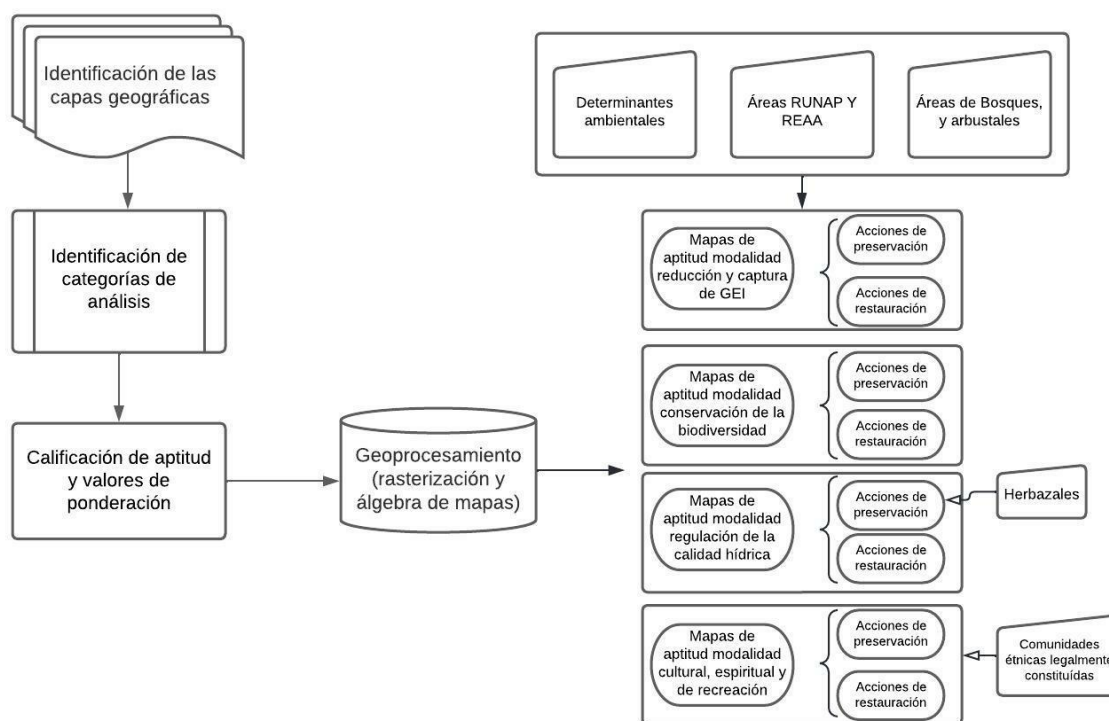 Identificación de las
capas geográficas
Identificación de
categorías de
análisis
Calificación de aptitud
y valores de
ponderación
Geoprocesamiento
(rasterización y
álgebra de mapas)
Determinantes
ambientales
Áreas RUNAP Y
REAA
Áreas de Bosques,
y arbustales
Mapas de
aptitud modalidad
reducción y captura
de GEI
Acciones de
preservación
Acciones de
restauración
Mapas de
aptitud modalidad
conservación de la
biodiversidad
Acciones de
preservación
Acciones de
restauración
Mapas de
aptitud modalidad
regulación de la
calidad hídrica
Acciones de
preservación
Acciones de
restauración
Herbazales
Mapas de
aptitud modalidad
cultural, espiritual y
de recreación
Acciones de
preservación
Acciones de
restauración
Comunidades
étnicas legalmente
constituídas